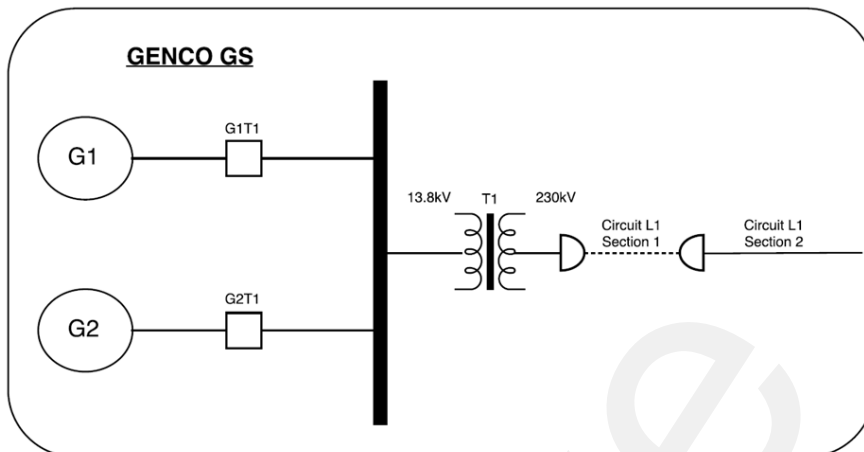 GENCO GS
G1
G1T1
13.8kV
T1
230kV
Circuit L1
Section 1
Circuit L1
Section 2
G2
G2T1